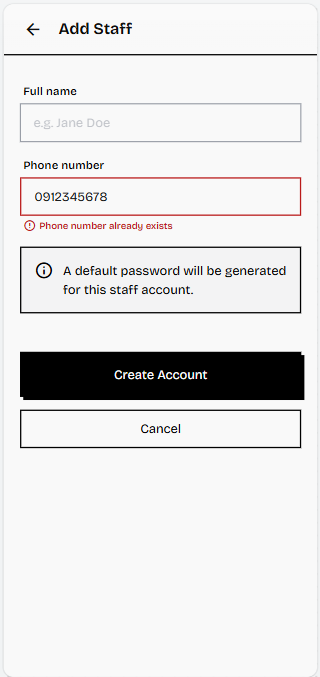 Add Staff
Full name
e.g. Jane Doe
Phone number
0912345678
Phone number already exists
A default password will be generated
for this staff account.
Create Account
Cancel